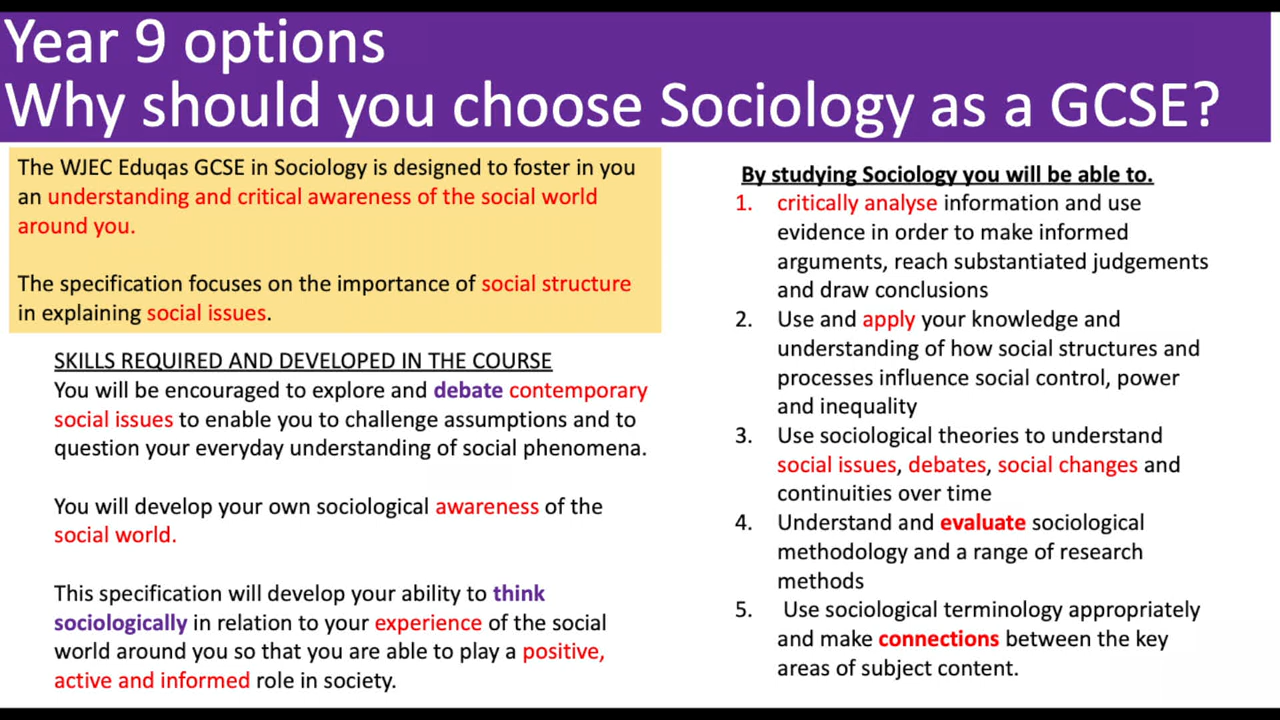 Year 9 options
Why should you choose Sociology as a GCSE?
The WJEC Eduqas GCSE in Sociology is designed to foster in you
an understanding and critical awareness of the social world
around you.
The specification focuses on the importance of social structure
in explaining social issues.
SKILLS REQUIRED AND DEVELOPED IN THE COURSE
You will be encouraged to explore and debate contemporary
social issues to enable you to challenge assumptions and to
question your everyday understanding of social phenomena.
You will develop your own sociological awareness of the
social world.
This specification will develop your ability to think
sociologically in relation to your experience of the social
world around you so that you are able to play a positive,
active and informed role in society.
By studying Sociology you will be able to.
1. critically analyse information and use
evidence in order to make informed
arguments, reach substantiated judgements
and draw conclusions
2. Use and apply your knowledge and
understanding of how social structures and
processes influence social control, power
and inequality
3. Use sociological theories to understand
social issues, debates, social changes and
continuities over time
4. Understand and evaluate sociological
methodology and a range of research
methods
5. Use sociological terminology appropriately
and make connections between the key
areas of subject content.